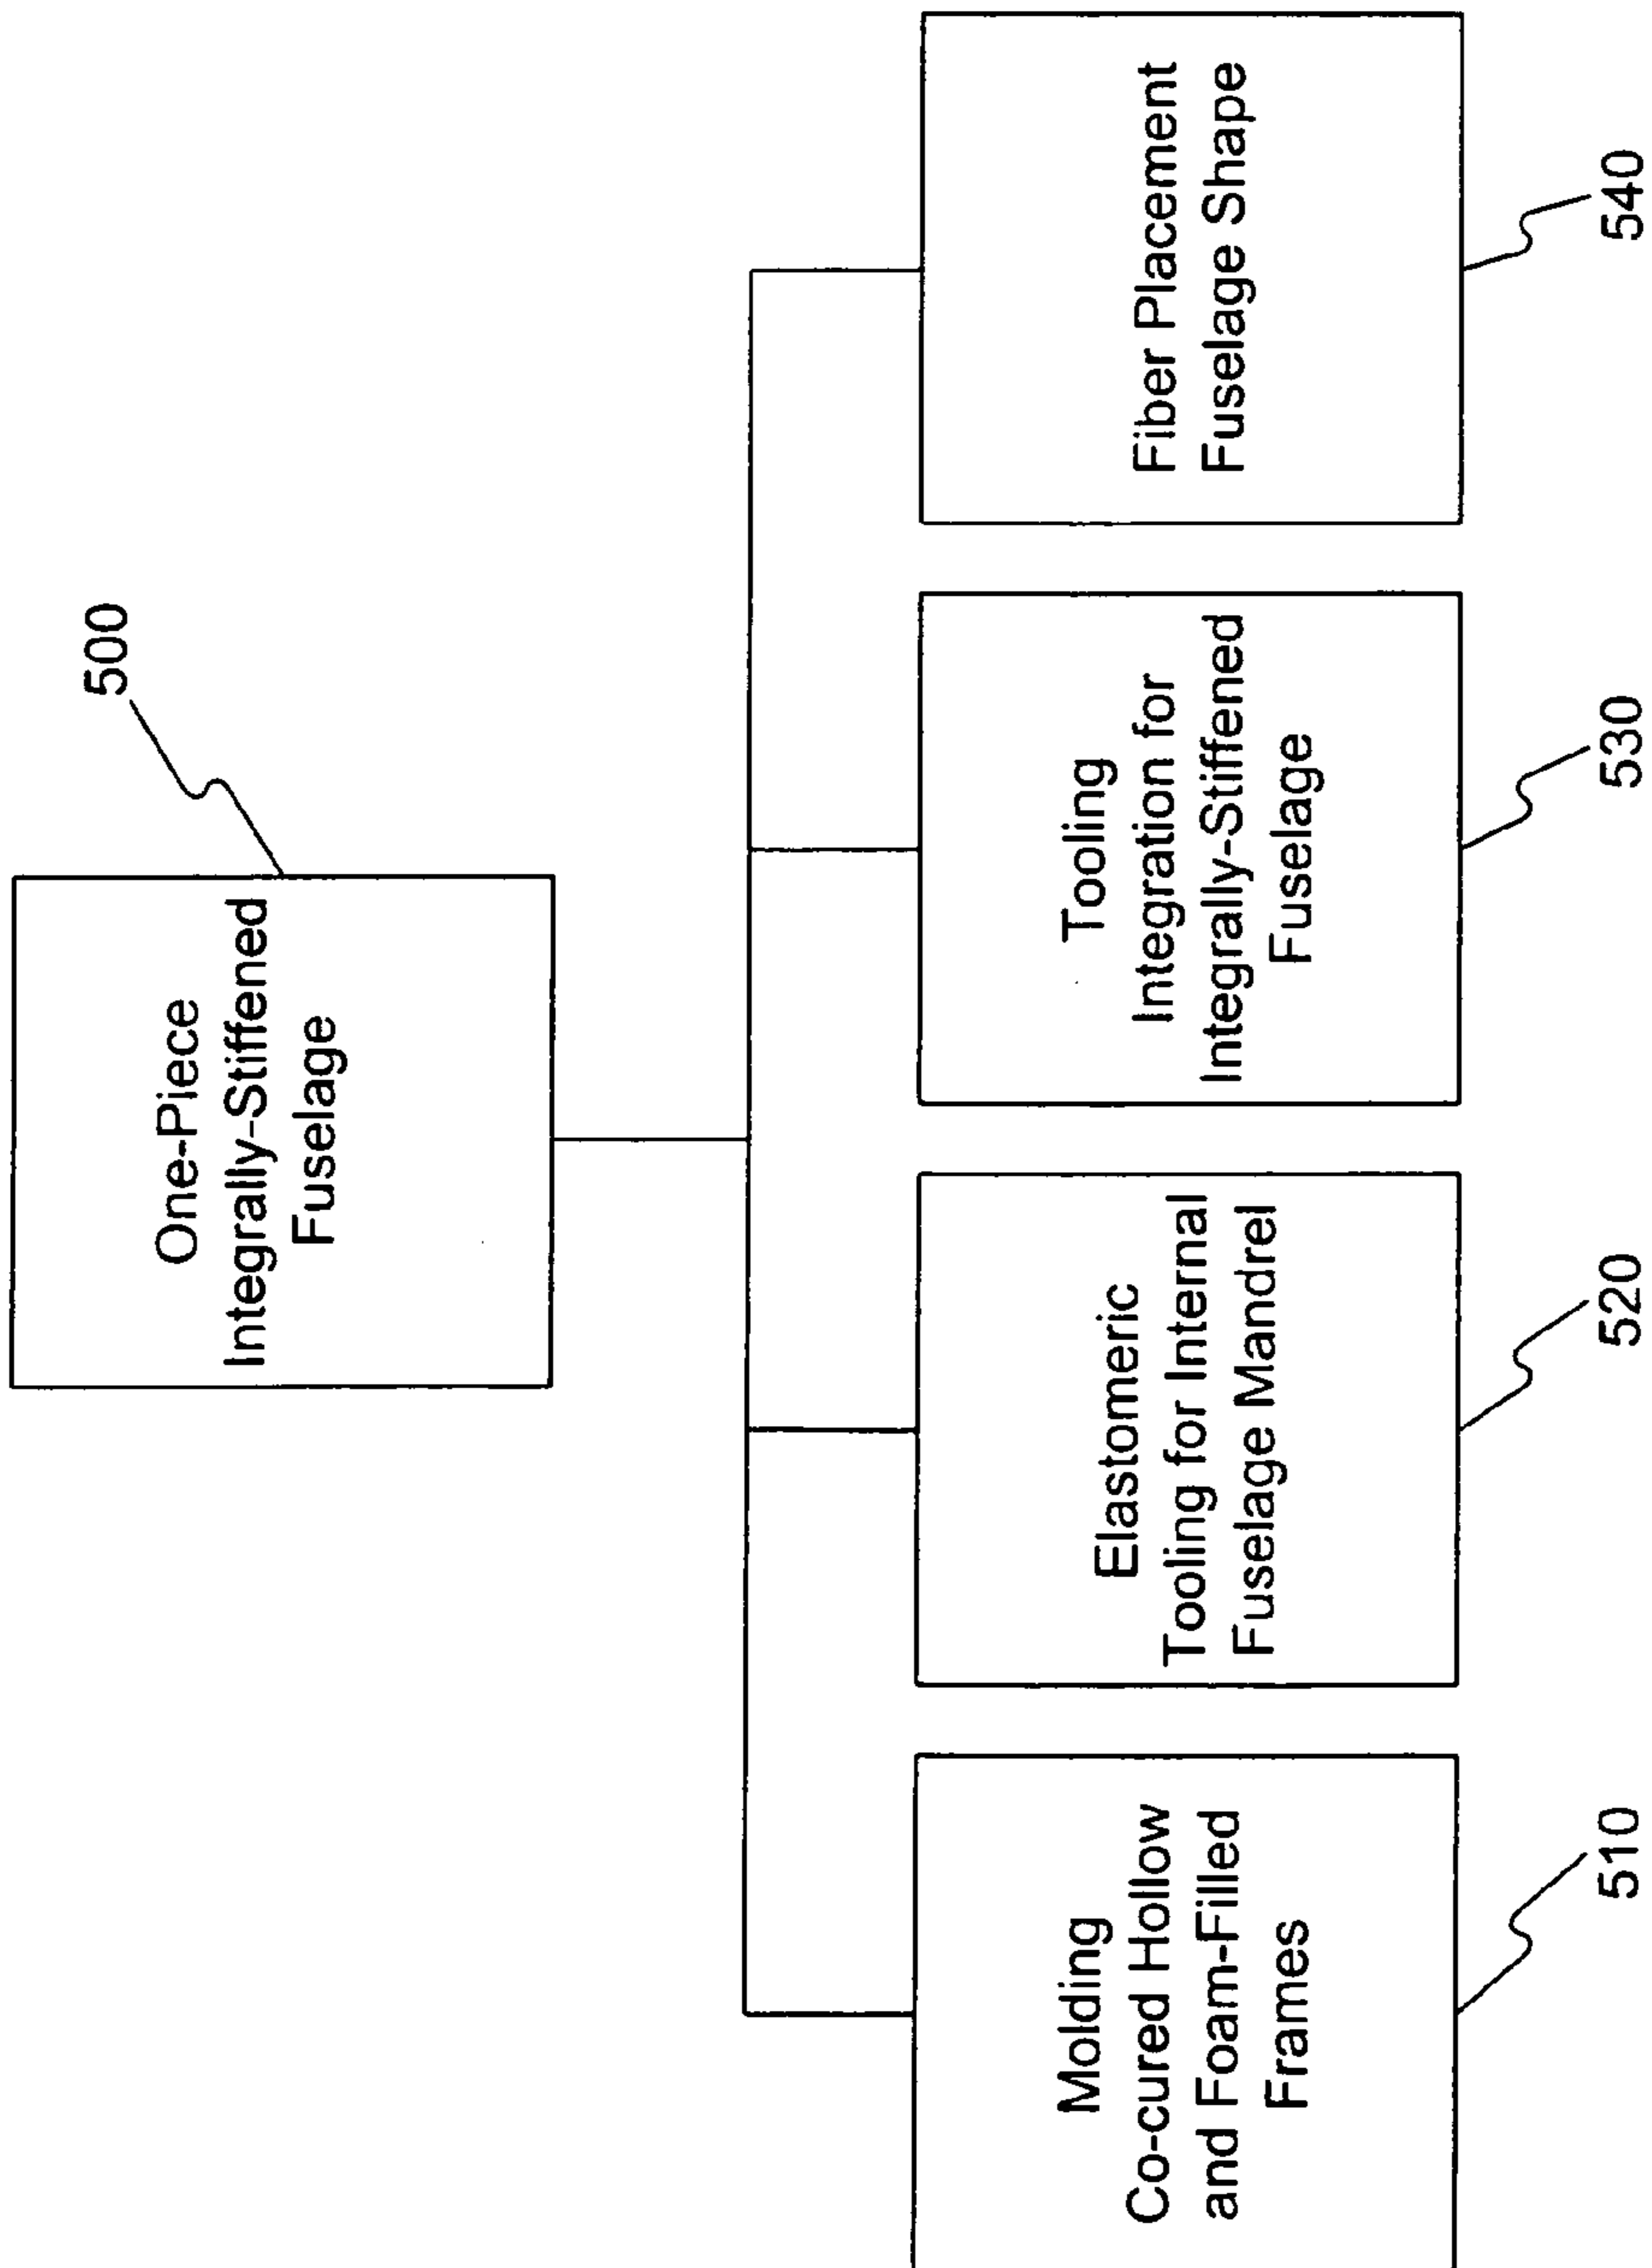 One-Piece
Integrally-Stiffened
Fuselage
500
Molding
Co-cured Hollow
and Foam-Filled
Frames
510
Elastomeric
Tooling for Internal
Fuselage Mandrel
520
Tooling
Integration for
Integrally-Stiffened
Fuselage
530
Fiber Placement
Fuselage Shape
540